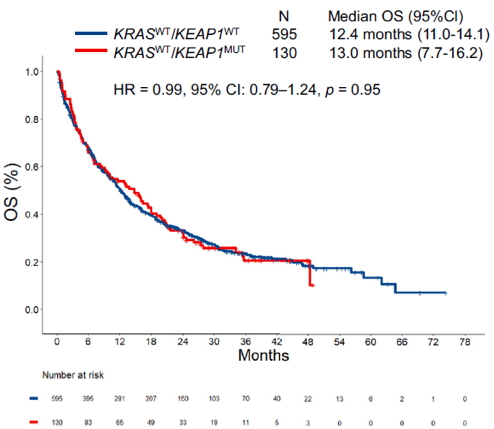 N Median OS (95%CI)
KRASWT/KEAP1WT 595 12.4 months (11.0-14.1)
KRASWT/KEAP1MUT 130 13.0 months (7.7-16.2)
HR = 0.99, 95% CI: 0.79–1.24, p = 0.95
OS (%)
1.0
0.8
0.6
0.4
0.2
0.0
0 6 12 18 24 30 36 42 48 54 60 66 72 78
Months
Number at risk
595 396 281 207 150 103 70 40 22 13 6 2 1 0
130 83 65 49 33 19 11 5 3 0 0 0 0 0